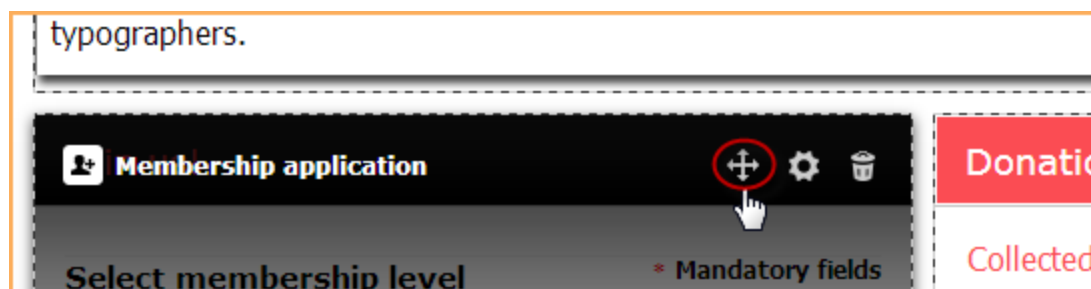 typographers.
Membership application
Donatio
Select membership level
* Mandatory fields
Collected